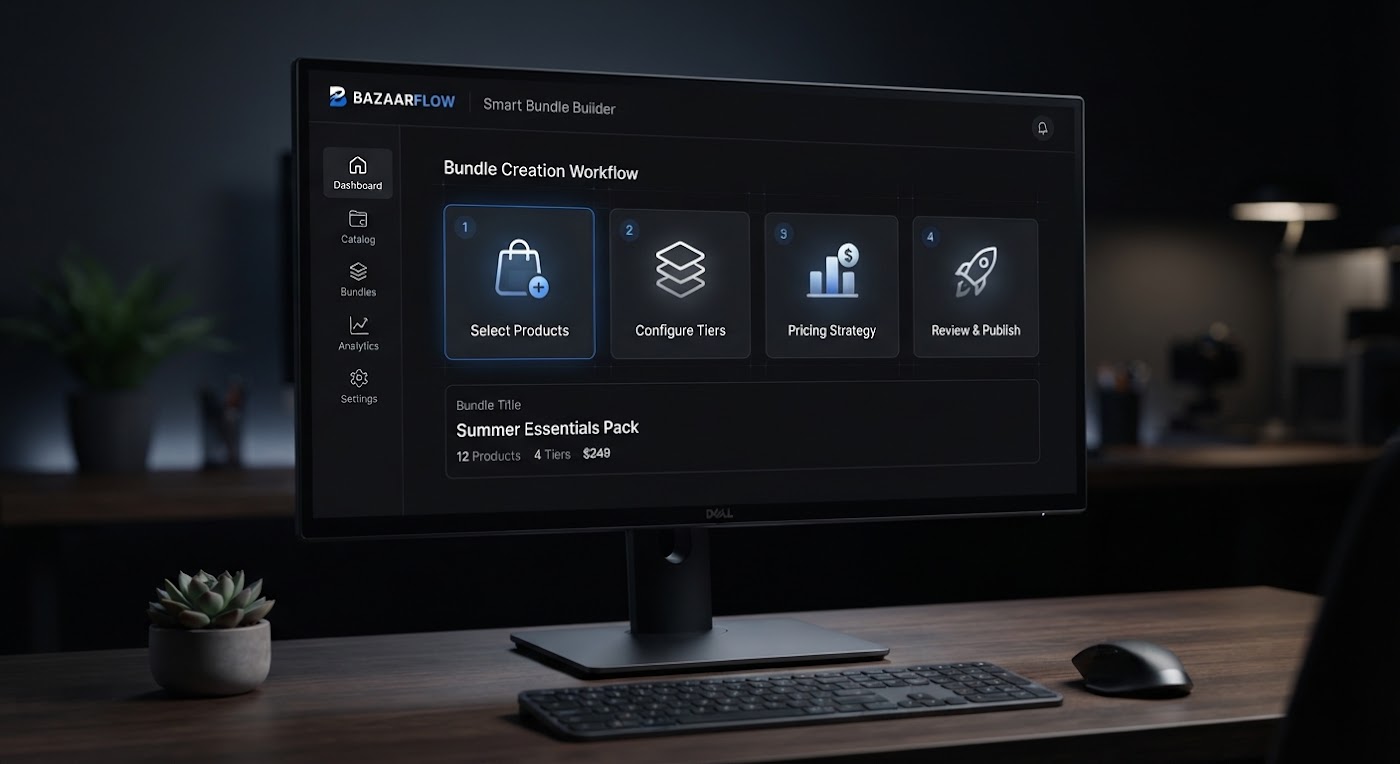 BAZAARFLOW
Smart Bundle Builder
Dashboard
Catalog
Bundles
Analytics
Settings
Bundle Creation Workflow
1
Select Products
2
Configure Tiers
3
Pricing Strategy
4
Review & Publish
Bundle Title
Summer Essentials Pack
12 Products 4 Tiers $249
DELL